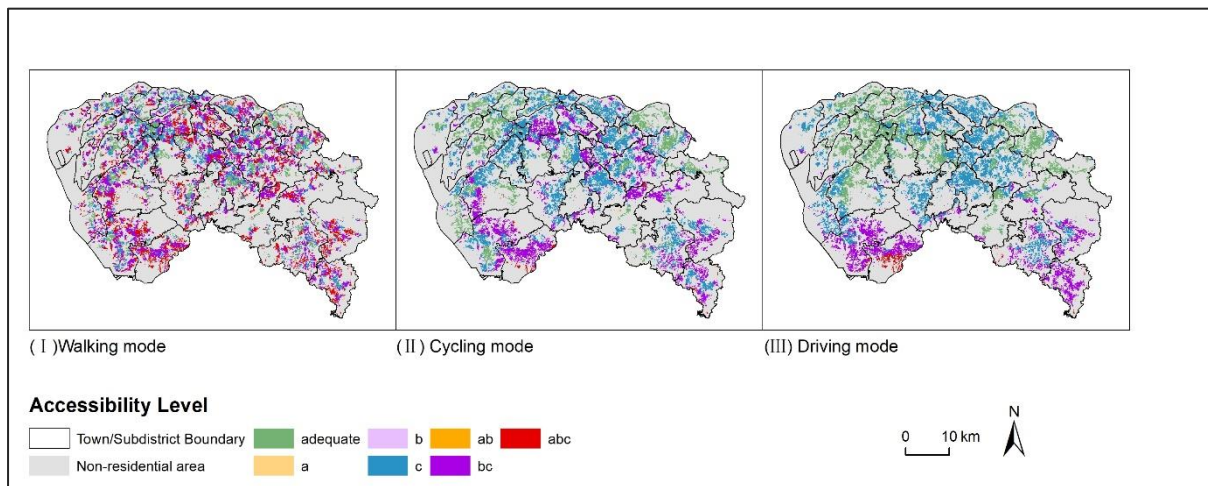 ( Ⅰ )Walking mode
(Ⅱ) Cycling mode
(Ⅲ) Driving mode
Accessibility Level
Town/Subdistrict Boundary
adequate
b
ab
abc
Non-residential area
a
c
bc
0 10 km
N